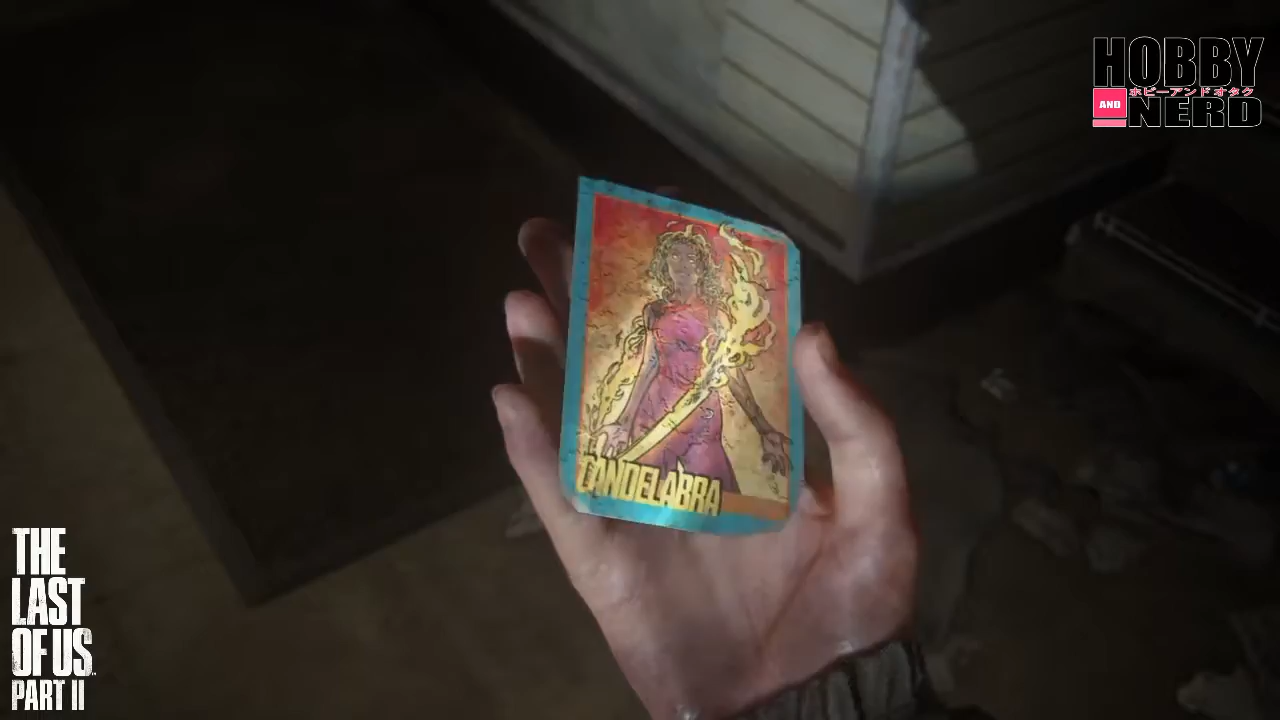 HOBBY
AND
ホビーアンドオタク
NERD
CANDELABRA
THE
LAST
OF US
PART II